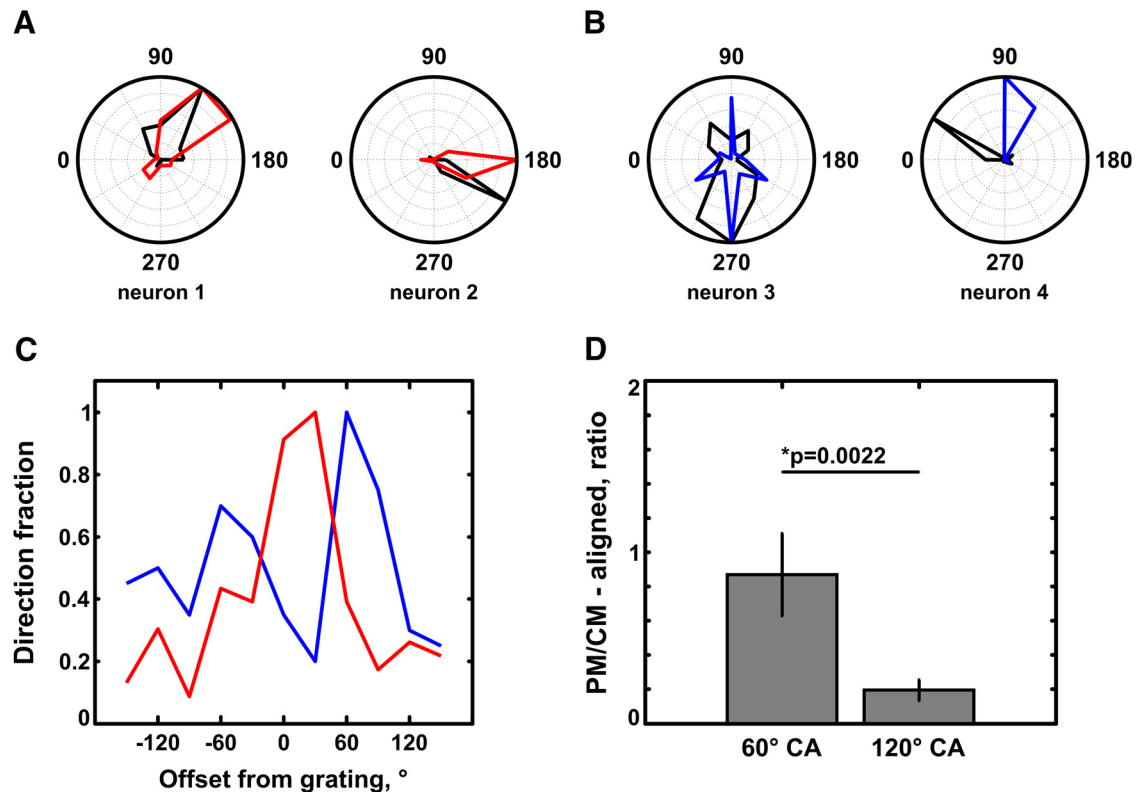 A
B
90
90
90
90
0
180
0
180
0
180
0
180
270
270
270
270
neuron 1
neuron 2
neuron 3
neuron 4
C
D
Direction fraction
1
0.8
0.6
0.4
0.2
0
-120
-60
0
60
120
Offset from grating, °
PM/CM - aligned, ratio
2
1
0
*p=0.0022
60° CA
120° CA